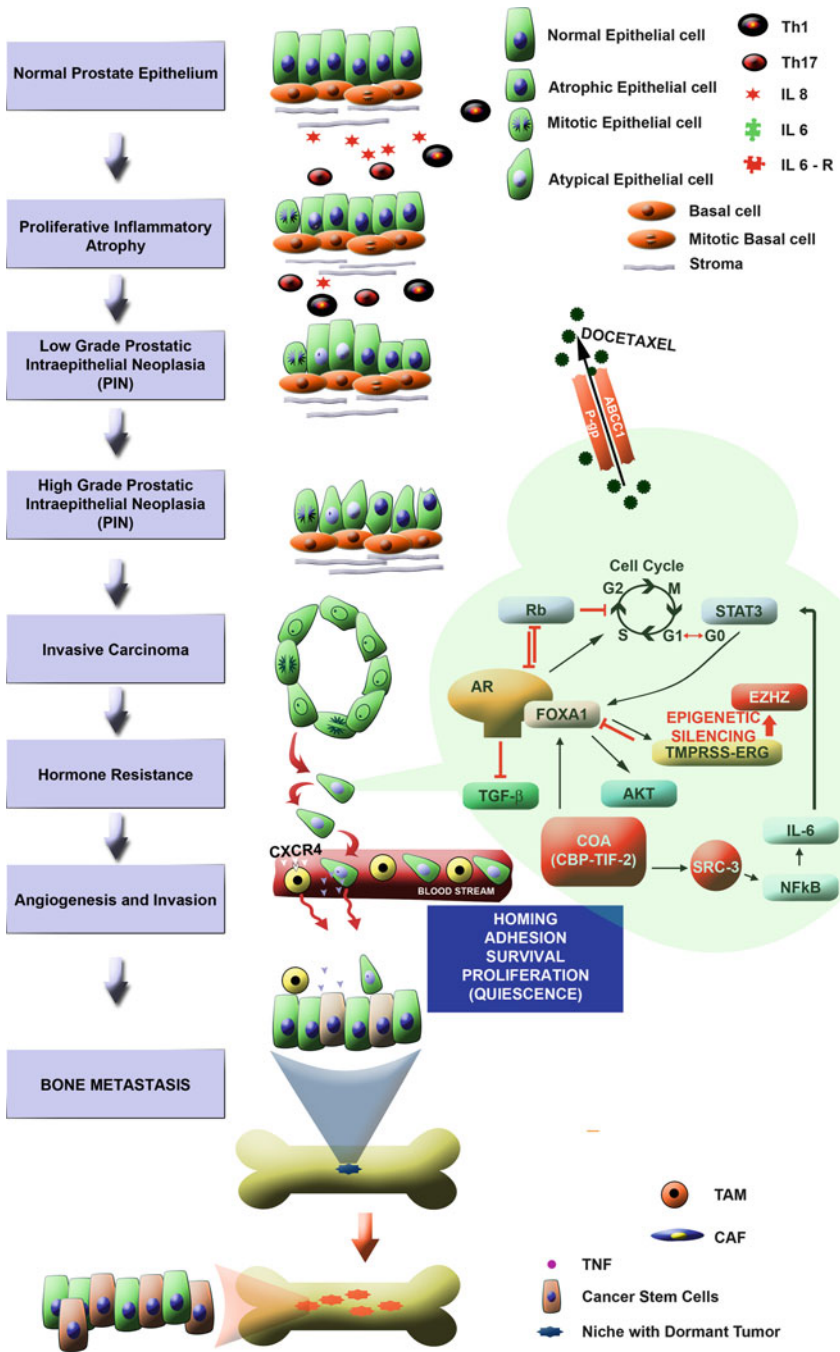 Normal Prostate Epithelium
Proliferative Inflammatory
Atrophy
Low Grade Prostatic
Intraepithelial Neoplasia
(PIN)
High Grade Prostatic
Intraepithelial Neoplasia
(PIN)
Invasive Carcinoma
Hormone Resistance
Angiogenesis and Invasion
BONE METASTASIS
Normal Epithelial cell
Atrophic Epithelial cell
Mitotic Epithelial cell
Atypical Epithelial cell
Basal cell
Mitotic Basal cell
Stroma
Th1
Th17
IL 8
IL 6
IL 6 - R
DOCETAXEL
P-gp
ABCC1
Cell Cycle
G2
M
S
G1
G0
Rb
STAT3
AR
FOXA1
EZHZ
EPIGENETIC
SILENCING
TMPRSS-ERG
TGF-β
AKT
IL-6
COA
(CBP-TIF-2)
SRC-3
NFkB
CXCR4
BLOOD STREAM
HOMING
ADHESION
SURVIVAL
PROLIFERATION
(QUIESCENCE)
TAM
CAF
TNF
Cancer Stem Cells
Niche with Dormant Tumor